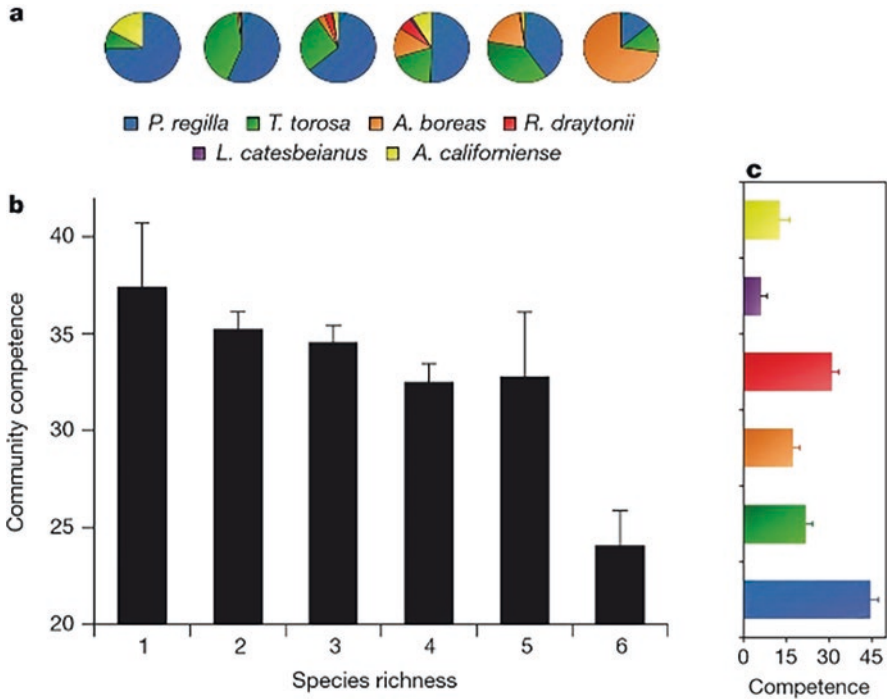 a
P. regilla T. torosa A. boreas R. draytonii
L. catesbeianus A. californiense
b
c
Community competence
40
35
30
25
20
1 2 3 4 5 6
Species richness
0 15 30 45
Competence